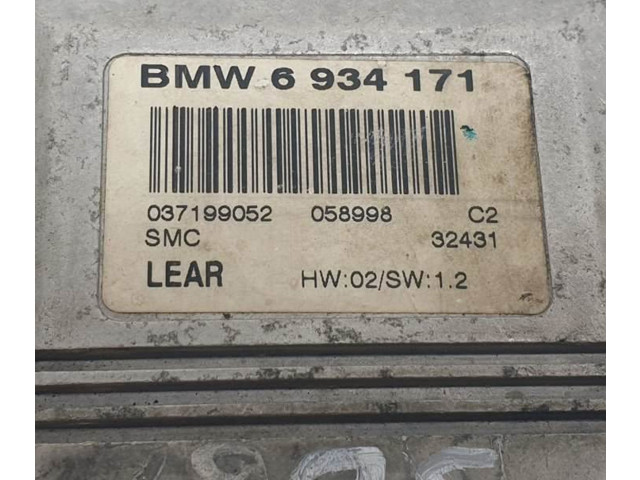 BMW 6 934 171
037199052 058998 C2
SMC 32431
LEAR HW:02/SW:1.2